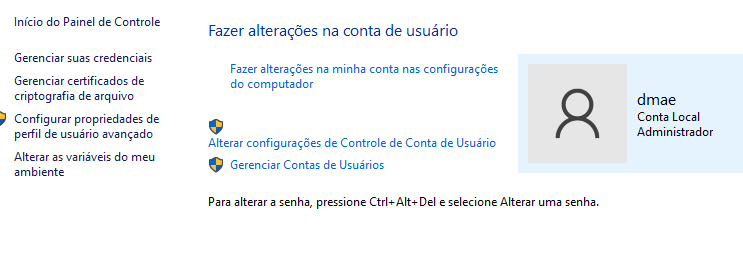 Início do Painel de Controle
Gerenciar suas credenciais
Gerenciar certificados de
criptografia de arquivo
Configurar propriedades de
perfil de usuário avançado
Alterar as variáveis do meu
ambiente
Fazer alterações na conta de usuário
Fazer alterações na minha conta nas configurações
do computador
Alterar configurações de Controle de Conta de Usuário
Gerenciar Contas de Usuários
Para alterar a senha, pressione Ctrl+Alt+Del e selecione Alterar uma senha.
dmae
Conta Local
Administrador